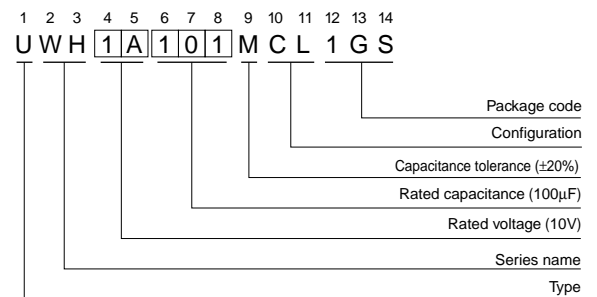 1 2 3 4 5 6 7 8 9 10 11 12 13 14
U W H 1 A 1 0 1 M C L 1 G S
Package code
Configuration
Capacitance tolerance (±20%)
Rated capacitance (100μF)
Rated voltage (10V)
Series name
Type